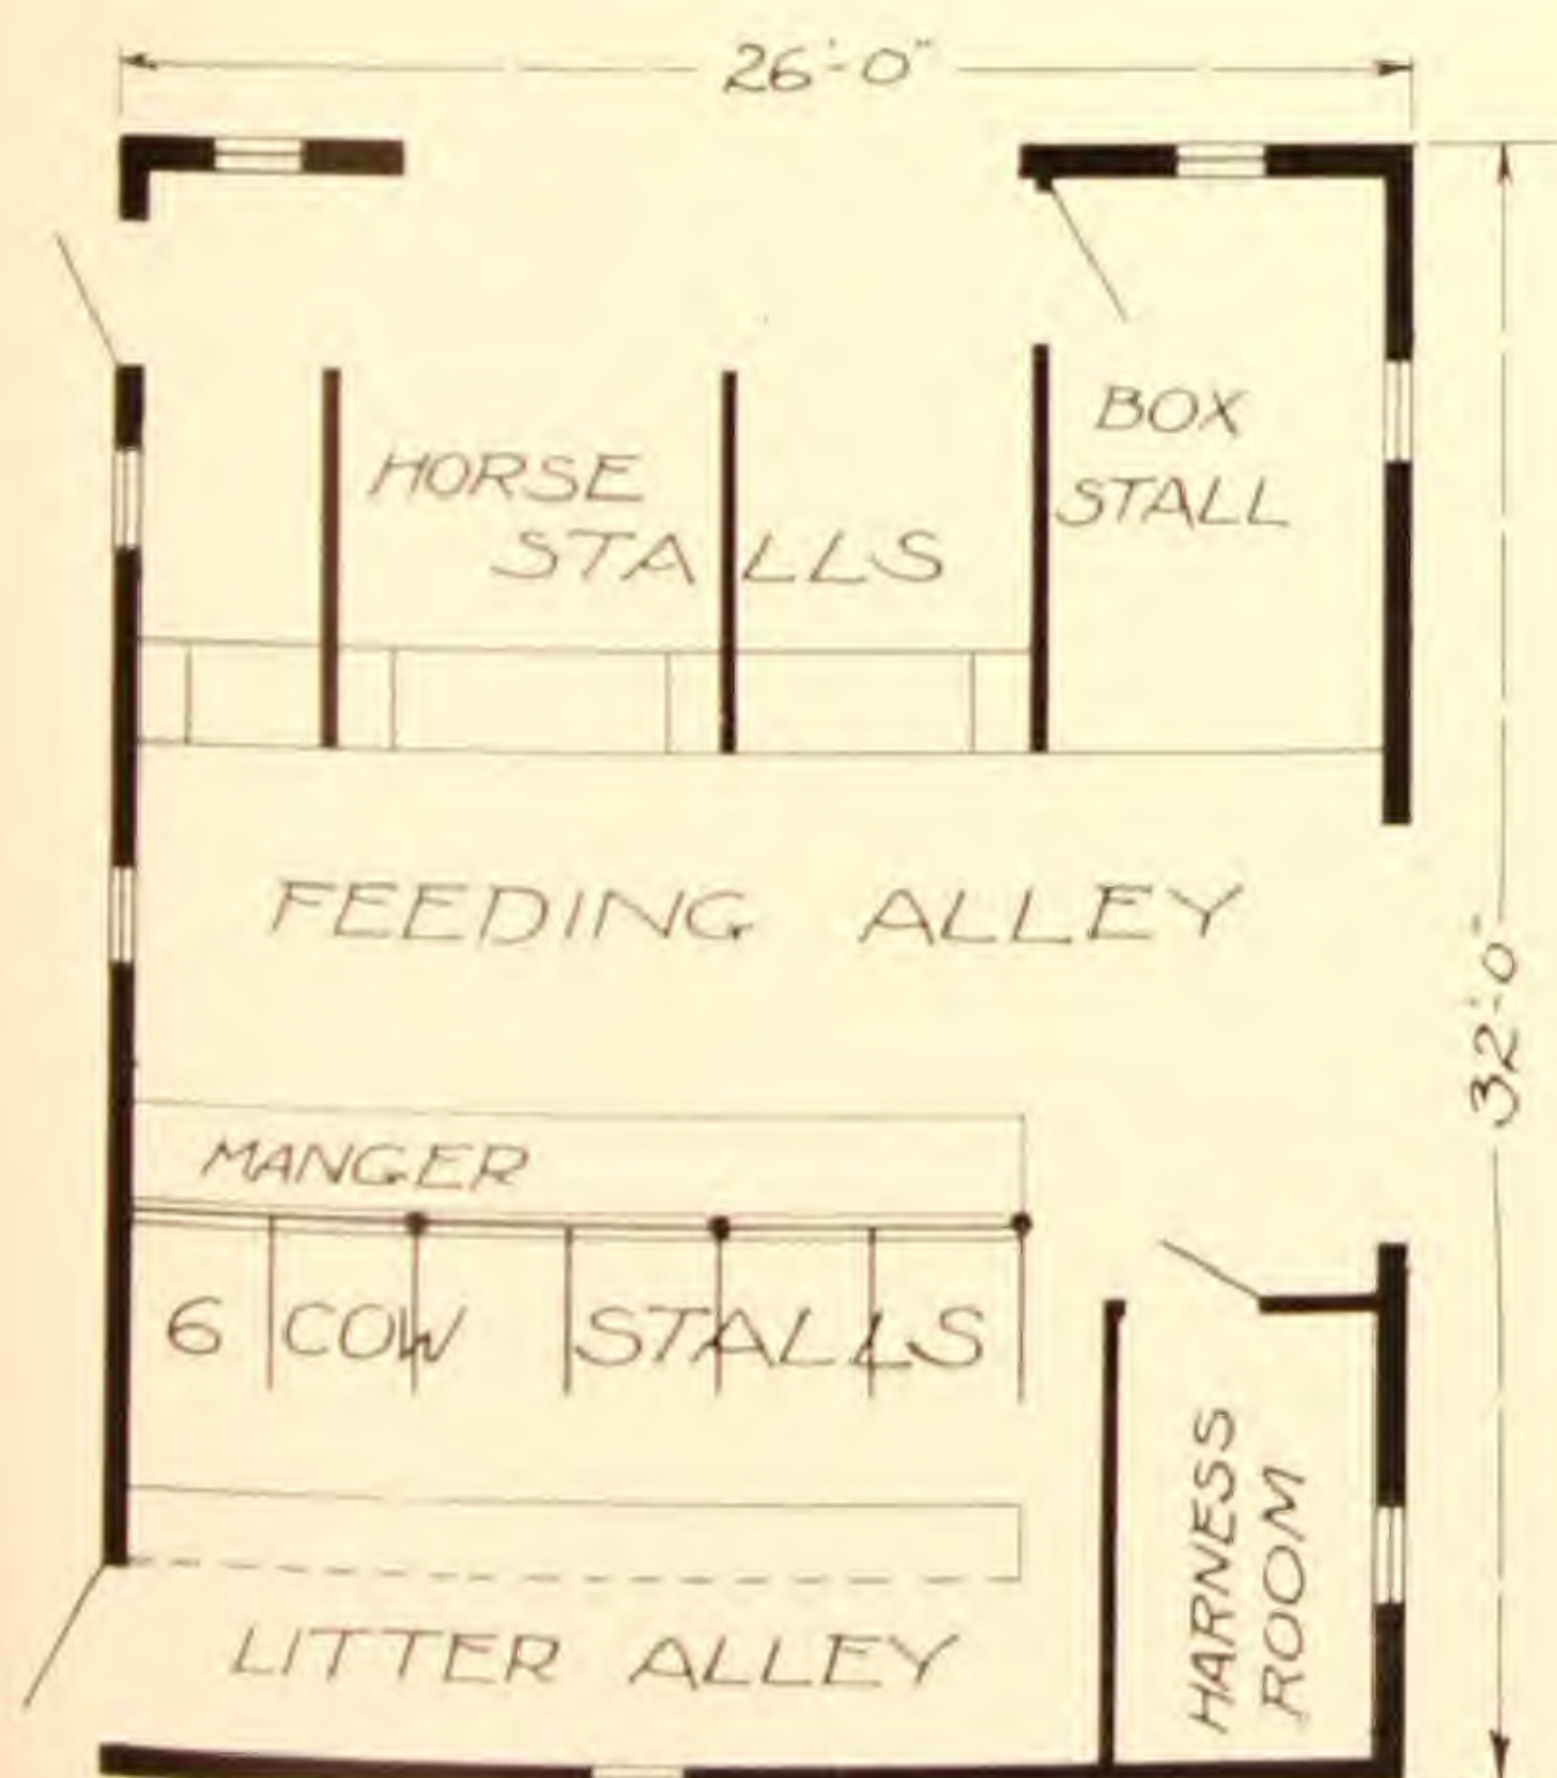 26'-0"
BOX
STALL
HORSE
STALLS
FEEDING ALLEY
32'-0"
MANGER
6 COW STALLS
HARNESS
ROOM
LITTER ALLEY